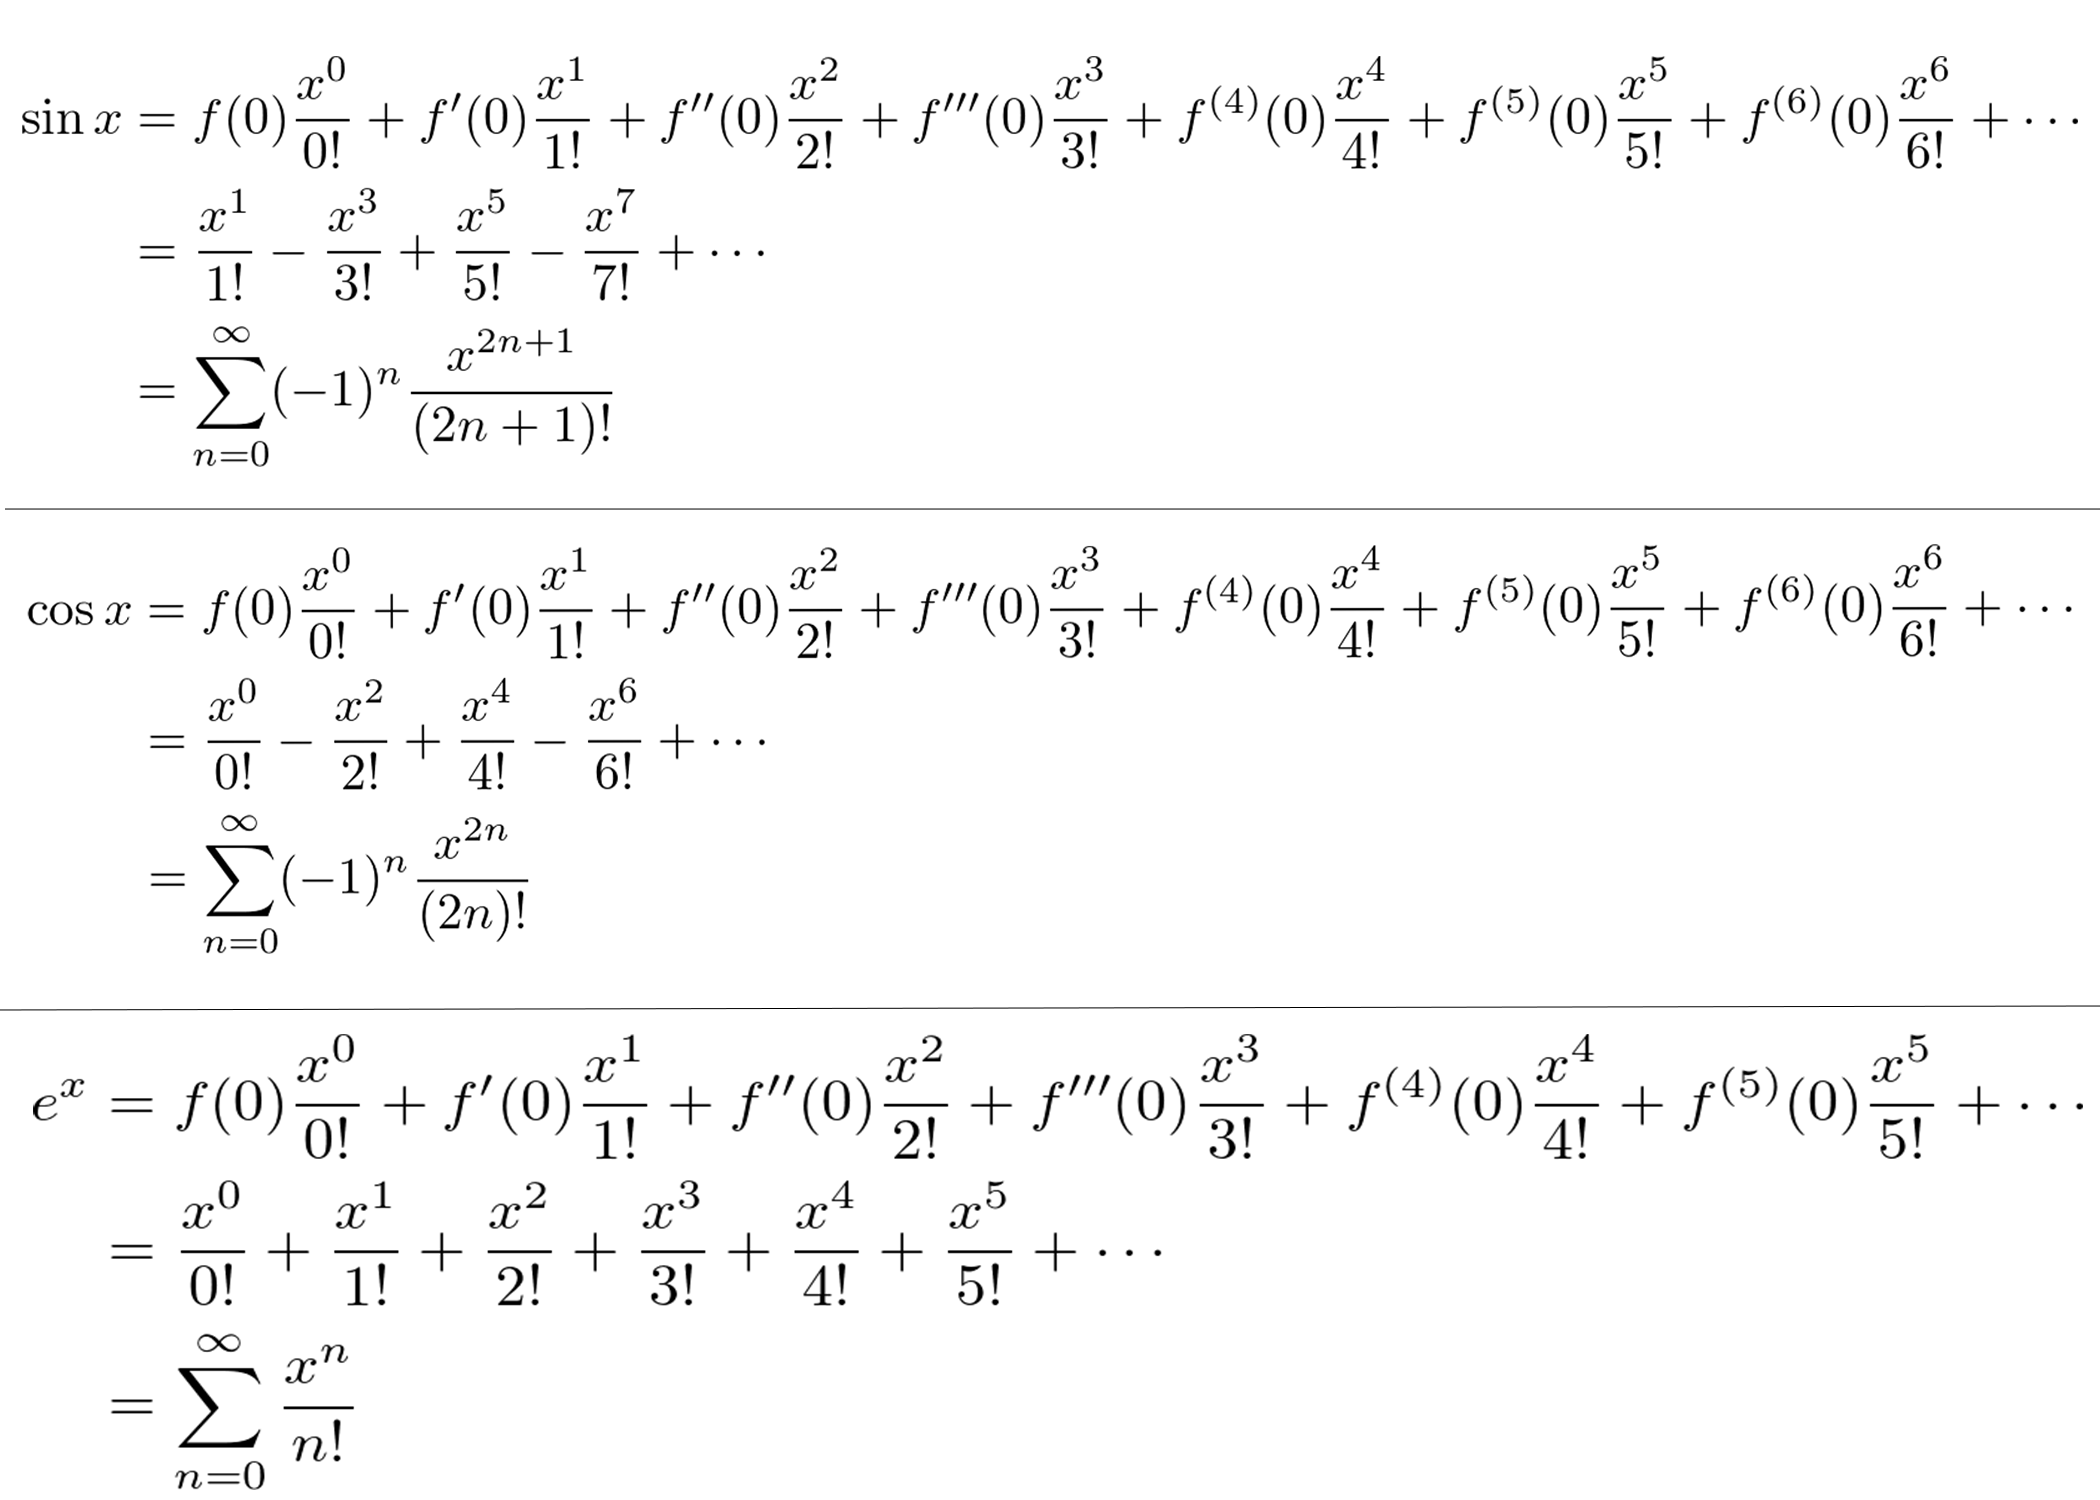 sin x = f(0) x^0/0! + f′(0) x^1/1! + f″(0) x^2/2! + f‴(0) x^3/3! + f^(4)(0) x^4/4! + f^(5)(0) x^5/5! + f^(6)(0) x^6/6! + ⋯
= x^1/1! − x^3/3! + x^5/5! − x^7/7! + ⋯
= ∑_{n=0}^{∞} (−1)^n x^{2n+1}/(2n + 1)!
cos x = f(0) x^0/0! + f′(0) x^1/1! + f″(0) x^2/2! + f‴(0) x^3/3! + f^(4)(0) x^4/4! + f^(5)(0) x^5/5! + f^(6)(0) x^6/6! + ⋯
= x^0/0! − x^2/2! + x^4/4! − x^6/6! + ⋯
= ∑_{n=0}^{∞} (−1)^n x^{2n}/(2n)!
e^x = f(0) x^0/0! + f′(0) x^1/1! + f″(0) x^2/2! + f‴(0) x^3/3! + f^(4)(0) x^4/4! + f^(5)(0) x^5/5! + ⋯
= x^0/0! + x^1/1! + x^2/2! + x^3/3! + x^4/4! + x^5/5! + ⋯
= ∑_{n=0}^{∞} x^n/n!